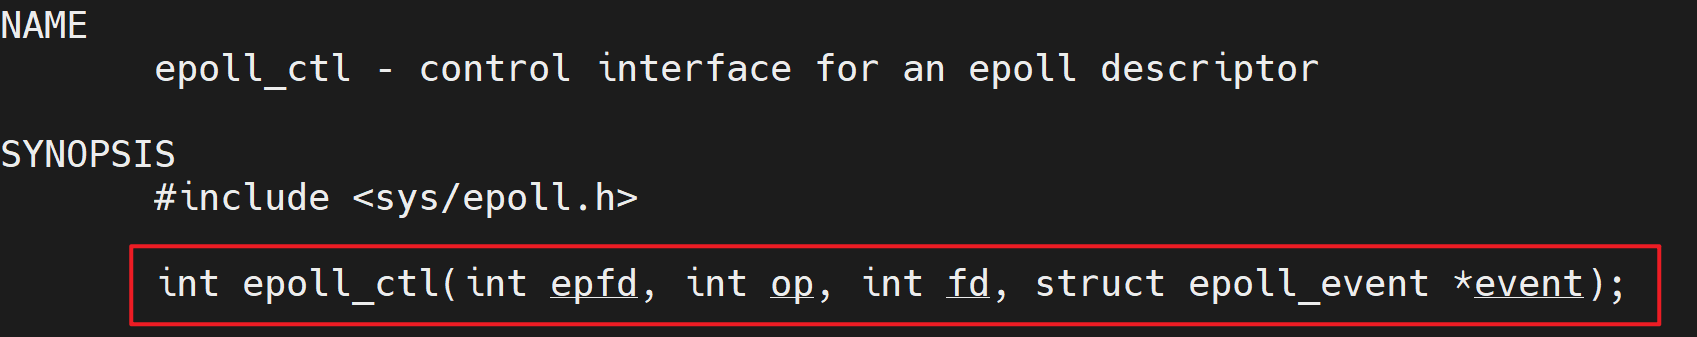 NAME
epoll_ctl - control interface for an epoll descriptor
SYNOPSIS
#include <sys/epoll.h>
int epoll_ctl(int epfd, int op, int fd, struct epoll_event *event);